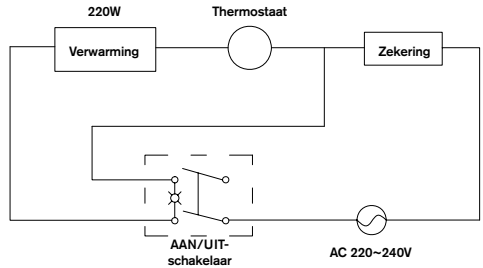 220W
Thermostaat
Verwarming
Zekering
AAN/UIT-
schakelaar
AC 220~240V